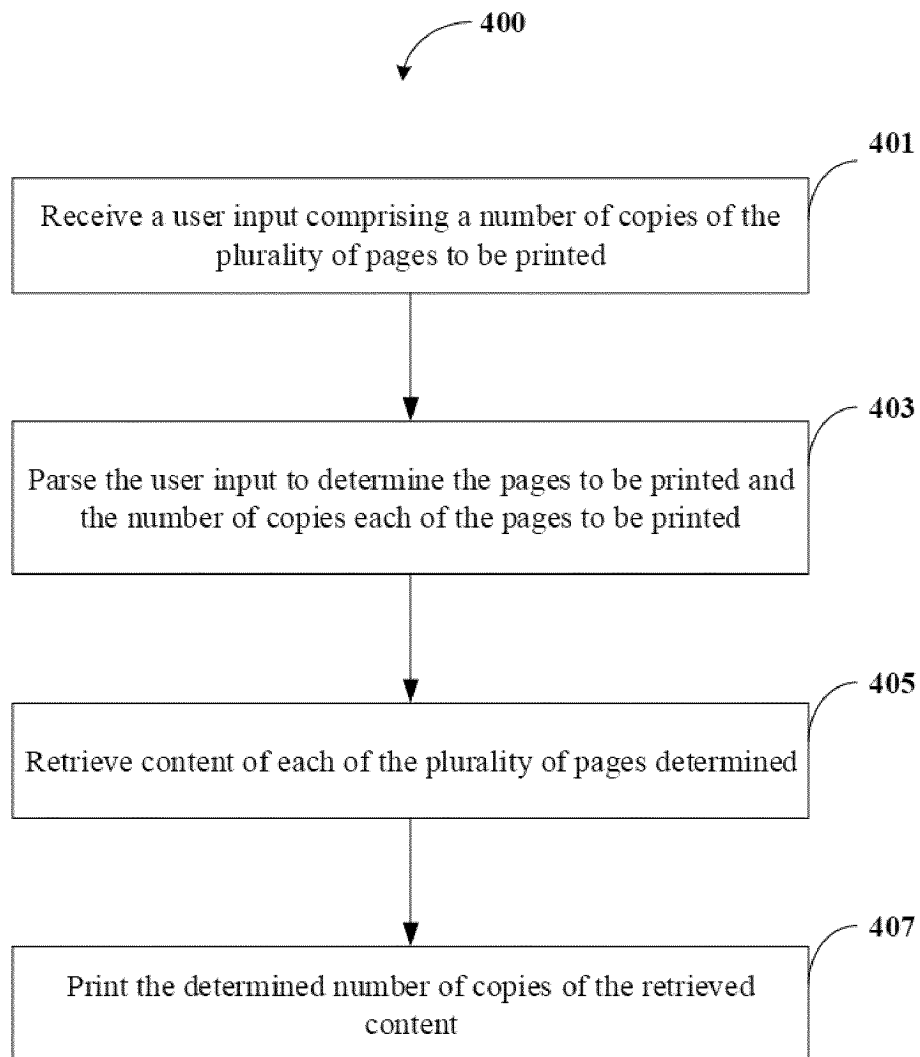 400
401
Receive a user input comprising a number of copies of the
plurality of pages to be printed
403
Parse the user input to determine the pages to be printed and
the number of copies each of the pages to be printed
405
Retrieve content of each of the plurality of pages determined
407
Print the determined number of copies of the retrieved
content